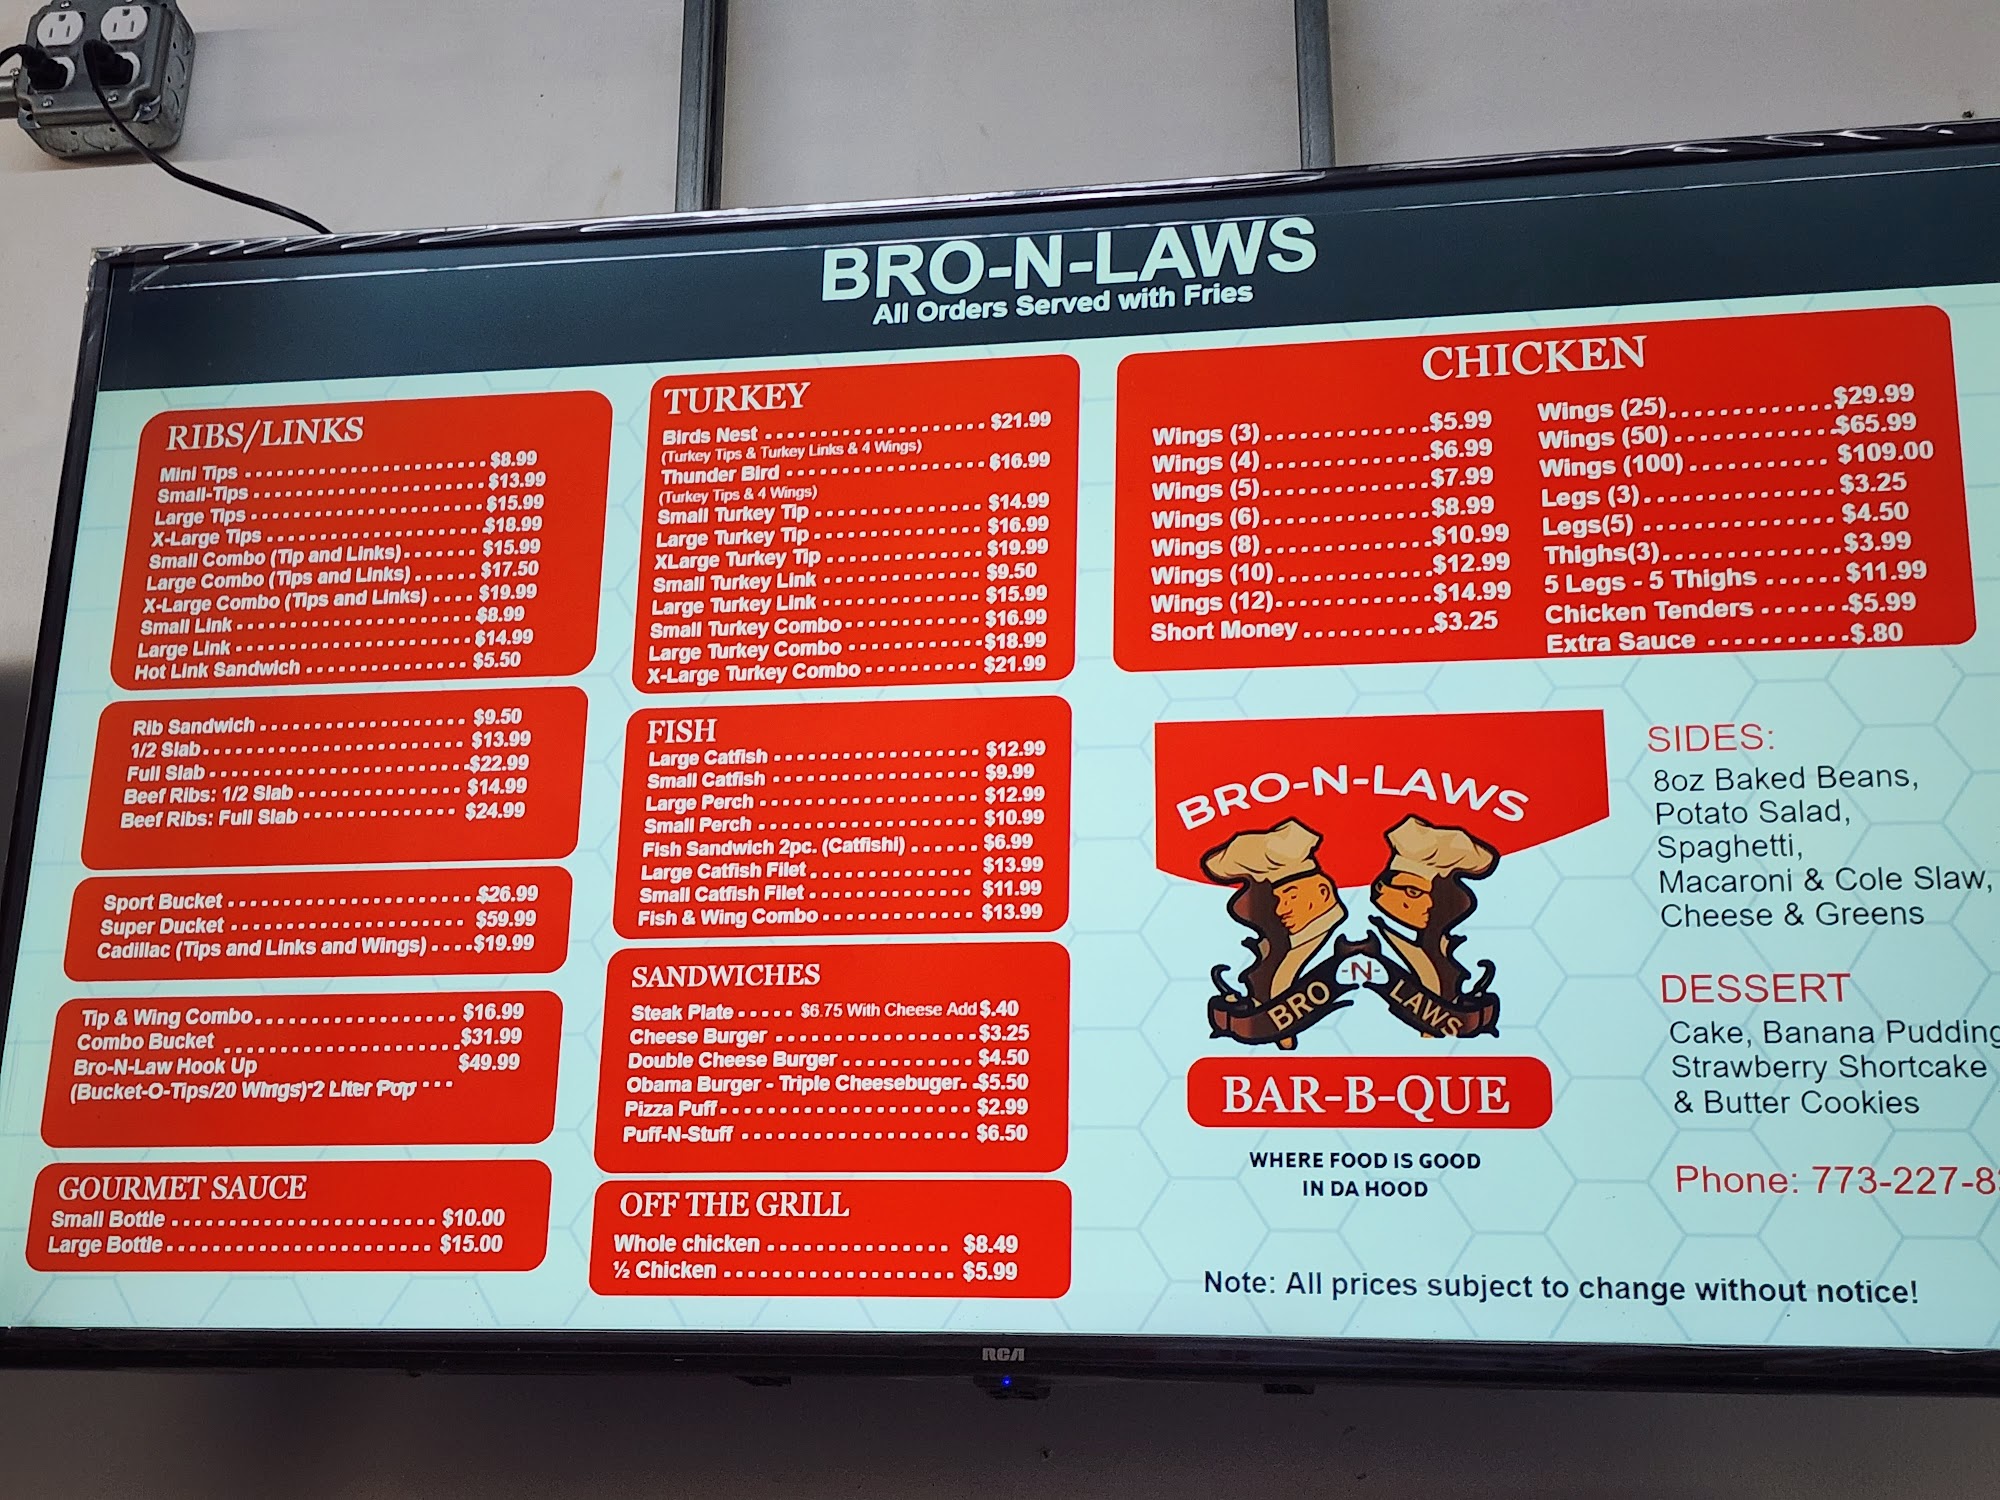 BRO-N-LAWS
All Orders Served with Fries
RIBS/LINKS
Mini Tips ........................ $8.99
Small-Tips ........................ $13.99
Large Tips ........................ $15.99
X-Large Tips ...................... $18.99
Small Combo (Tip and Links) ....... $15.99
Large Combo (Tips and Links) ...... $17.50
X-Large Combo (Tips and Links) .... $19.99
Small Link ........................ $8.99
Large Link ........................ $14.99
Hot Link Sandwich ................ $5.50
Rib Sandwich .................... $9.50
1/2 Slab .......................... $13.99
Full Slab .......................... $22.99
Beef Ribs: 1/2 Slab ................ $14.99
Beef Ribs: Full Slab ............... $24.99
Sport Bucket ........................ $26.99
Super Ducket ........................ $59.99
Cadillac (Tips and Links and Wings) .... $19.99
Tip & Wing Combo .................... $16.99
Combo Bucket ........................ $31.99
Bro-N-Law Hook Up $49.99
(Bucket-O-Tips/20 Wings)*2 Liter Pop ...
GOURMET SAUCE
Small Bottle ........................ $10.00
Large Bottle ........................ $15.00
TURKEY
Birds Nest ...................... $21.99
(Turkey Tips & Turkey Links & 4 Wings)
Thunder Bird .................... $16.99
(Turkey Tips & 4 Wings)
Small Turkey Tip ................. $14.99
Large Turkey Tip ................. $16.99
XLarge Turkey Tip ................ $19.99
Small Turkey Link ................ $9.50
Large Turkey Link ................ $15.99
Small Turkey Combo .............. $16.99
Large Turkey Combo .............. $18.99
X-Large Turkey Combo ............ $21.99
FISH
Large Catfish ..................... $12.99
Small Catfish ..................... $9.99
Large Perch ...................... $12.99
Small Perch ...................... $10.99
Fish Sandwich 2pc. (Catfishl) ...... $6.99
Large Catfish Filet ................ $13.99
Small Catfish Filet ................ $11.99
Fish & Wing Combo ............... $13.99
SANDWICHES
Steak Plate ..... $6.75 With Cheese Add $.40
Cheese Burger .................... $3.25
Double Cheese Burger ............ $4.50
Obama Burger - Triple Cheesebuger. . $5.50
Pizza Puff ......................... $2.99
Puff-N-Stuff ...................... $6.50
OFF THE GRILL
Whole chicken ................ $8.49
½ Chicken .................... $5.99
CHICKEN
Wings (3) .............. $5.99
Wings (4) .............. $6.99
Wings (5) .............. $7.99
Wings (6) .............. $8.99
Wings (8) .............. $10.99
Wings (10) ............. $12.99
Wings (12) ............. $14.99
Short Money ........... $3.25
Wings (25) ............. $29.99
Wings (50) ............. $65.99
Wings (100) ............ $109.00
Legs (3) ............... $3.25
Legs(5) ................ $4.50
Thighs(3) .............. $3.99
5 Legs - 5 Thighs ...... $11.99
Chicken Tenders ....... $5.99
Extra Sauce ........... $.80
BRO-N-LAWS
BRO -N- LAWS
BAR-B-QUE
WHERE FOOD IS GOOD
IN DA HOOD
SIDES:
8oz Baked Beans,
Potato Salad,
Spaghetti,
Macaroni & Cole Slaw,
Cheese & Greens
DESSERT
Cake, Banana Pudding
Strawberry Shortcake
& Butter Cookies
Phone: 773-227-8
Note: All prices subject to change without notice!
RCA